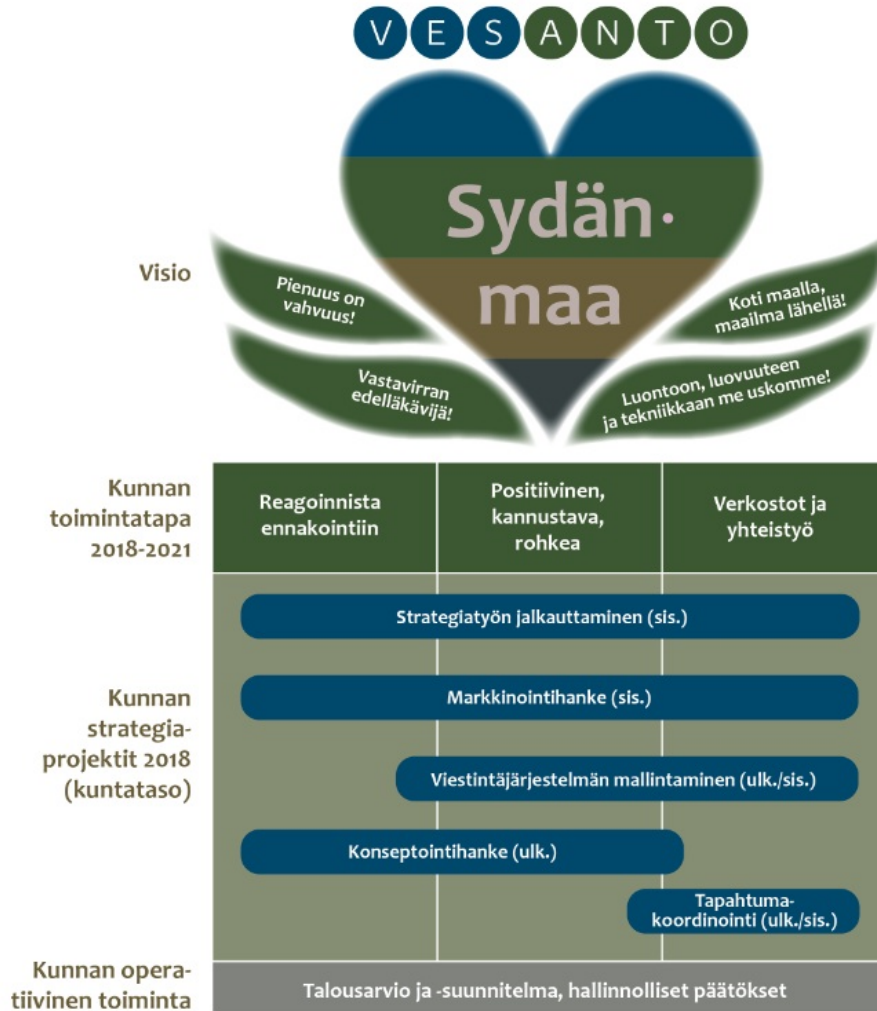 VESANTO
Sydän-
maa
Visio
Pienuus on
vahvuus!
Koti maalla,
maailma lähellä!
Vastavirran
edelläkävijä!
Luontoon, luovuuteen
ja tekniikkaan me uskomme!
Kunnan
toimintatapa
2018-2021
Reagoinnista
ennakointiin
Positiivinen,
kannustava,
rohkea
Verkostot ja
yhteistyö
Kunnan
strategia-
projektit 2018
(kuntataso)
Strategiatyön jalkauttaminen (sis.)
Markkinointihanke (sis.)
Viestintäjärjestelmän mallintaminen (ulk./sis.)
Konseptointihanke (ulk.)
Tapahtuma-
koordinointi (ulk./sis.)
Kunnan opera-
tiivinen toiminta
Talousarvio ja -suunnitelma, hallinnolliset päätökset